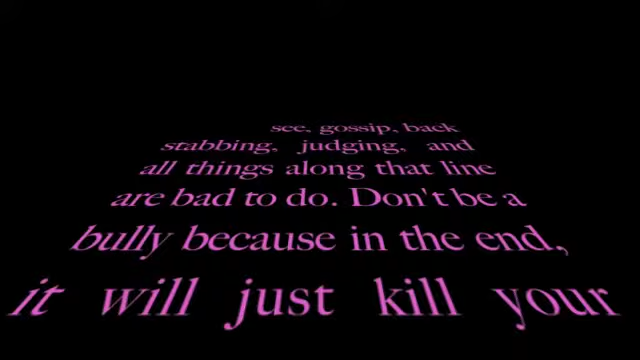 see, gossip, back
stabbing, judging, and
all things along that line
are bad to do. Don't be a
bully because in the end,
it will just kill your